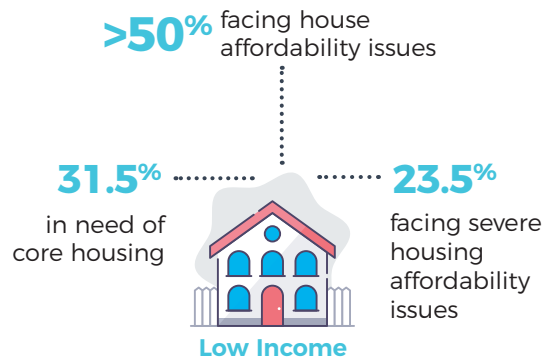 >50% facing house
affordability issues
31.5%
in need of
core housing
23.5%
facing severe
housing
affordability
issues
Low Income